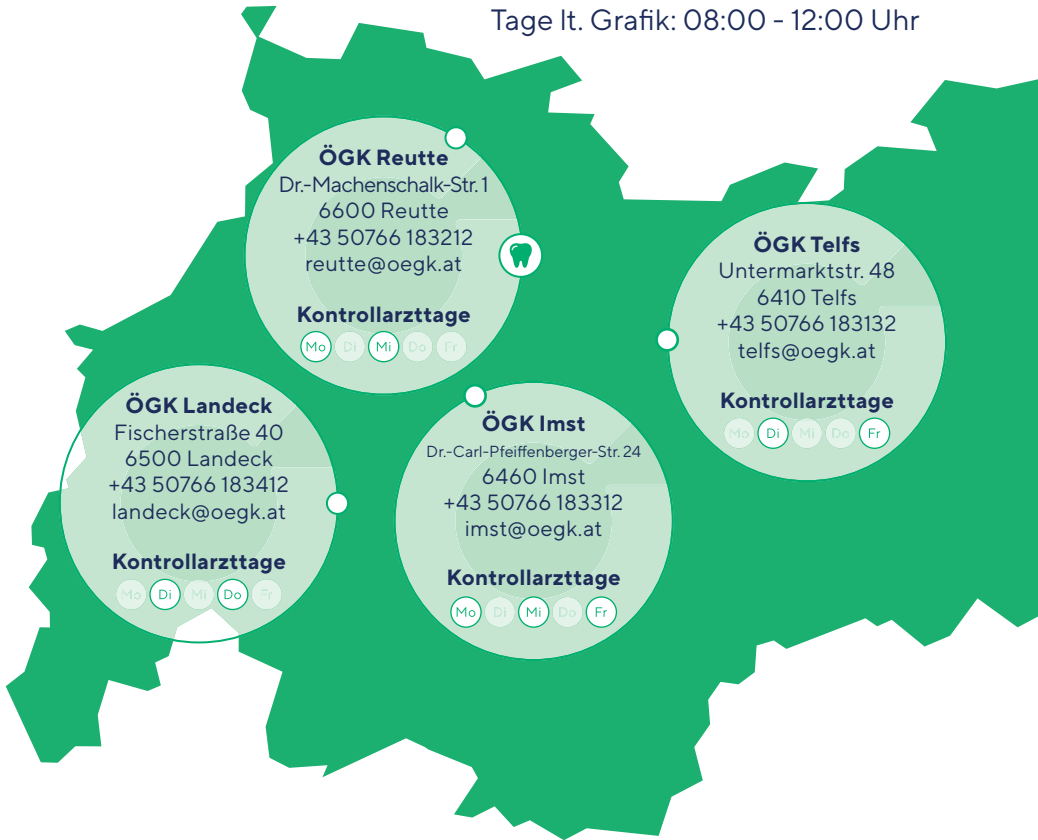 Tage lt. Grafik: 08:00 - 12:00 Uhr
ÖGK Reutte
Dr.-Machenschalk-Str. 1
6600 Reutte
+43 50766 183212
reutte@oegk.at
Kontrollarzttage
Mo Di Mi Do Fr
ÖGK Telfs
Untermarktstr. 48
6410 Telfs
+43 50766 183132
telfs@oegk.at
Kontrollarzttage
Mo Di Mi Do Fr
ÖGK Landeck
Fischerstraße 40
6500 Landeck
+43 50766 183412
landeck@oegk.at
Kontrollarzttage
Mo Di Mi Do Fr
ÖGK Imst
Dr.-Carl-Pfeiffenberger-Str. 24
6460 Imst
+43 50766 183312
imst@oegk.at
Kontrollarzttage
Mo Di Mi Do Fr